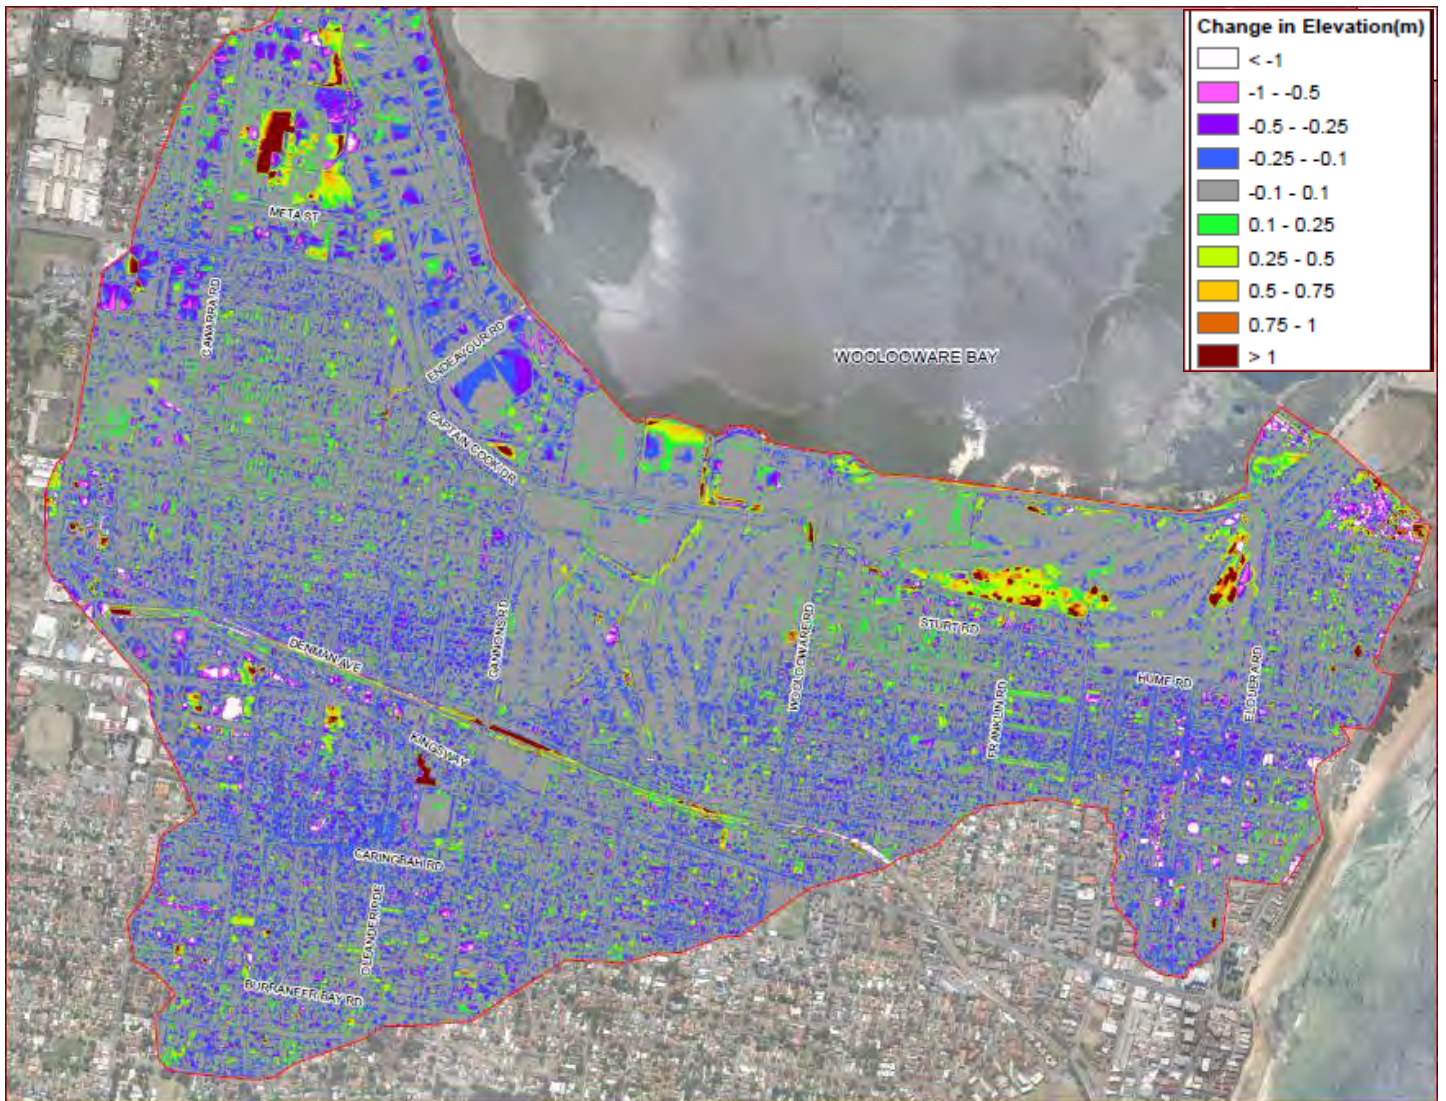 Change in Elevation(m)
< -1
-1 - -0.5
-0.5 - -0.25
-0.25 - -0.1
-0.1 - 0.1
0.1 - 0.25
0.25 - 0.5
0.5 - 0.75
0.75 - 1
> 1
META ST
CAWARRA RD
ENDEAVOUR RD
WOOLOOWARE BAY
CAPTAIN COOK DR
GANNONS RD
WOOLOOWARE RD
STURT RD
DENMAN AVE
HUME RD
ELOUERA RD
FRANKLIN RD
KINGSWAY
CARINGBAH RD
OLEANDER PDE
BURRANEER BAY RD